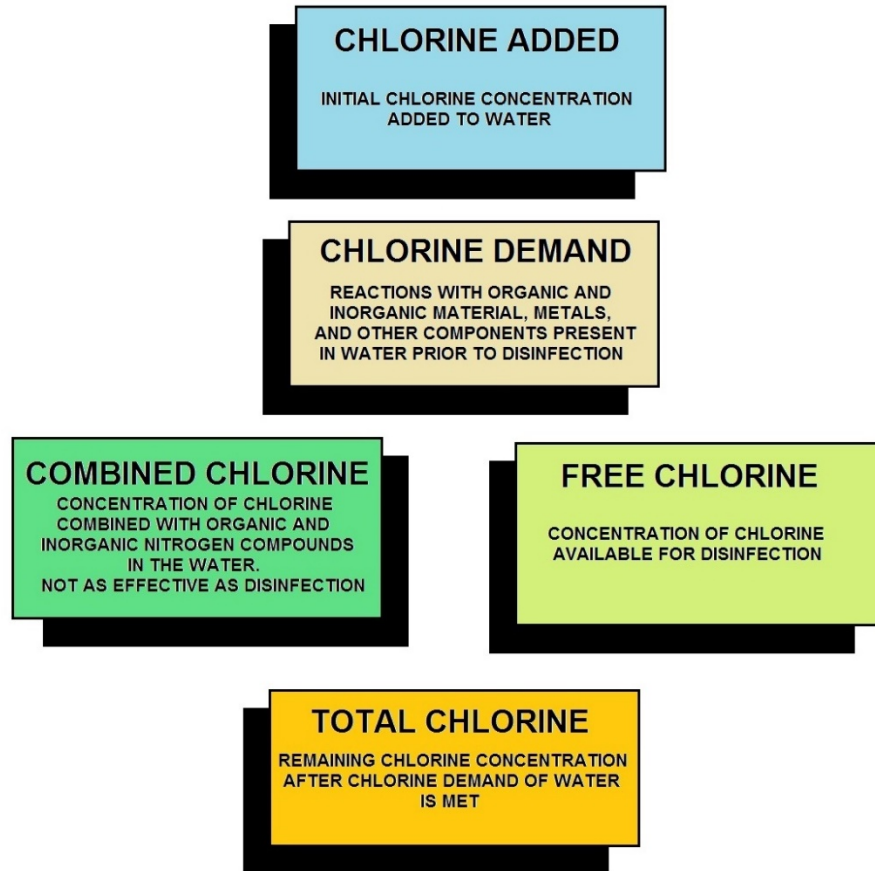 CHLORINE ADDED
INITIAL CHLORINE CONCENTRATION
ADDED TO WATER
CHLORINE DEMAND
REACTIONS WITH ORGANIC AND
INORGANIC MATERIAL, METALS,
AND OTHER COMPONENTS PRESENT
IN WATER PRIOR TO DISINFECTION
COMBINED CHLORINE
CONCENTRATION OF CHLORINE
COMBINED WITH ORGANIC AND
INORGANIC NITROGEN COMPOUNDS
IN THE WATER.
NOT AS EFFECTIVE AS DISINFECTION
FREE CHLORINE
CONCENTRATION OF CHLORINE
AVAILABLE FOR DISINFECTION
TOTAL CHLORINE
REMAINING CHLORINE CONCENTRATION
AFTER CHLORINE DEMAND OF WATER
IS MET